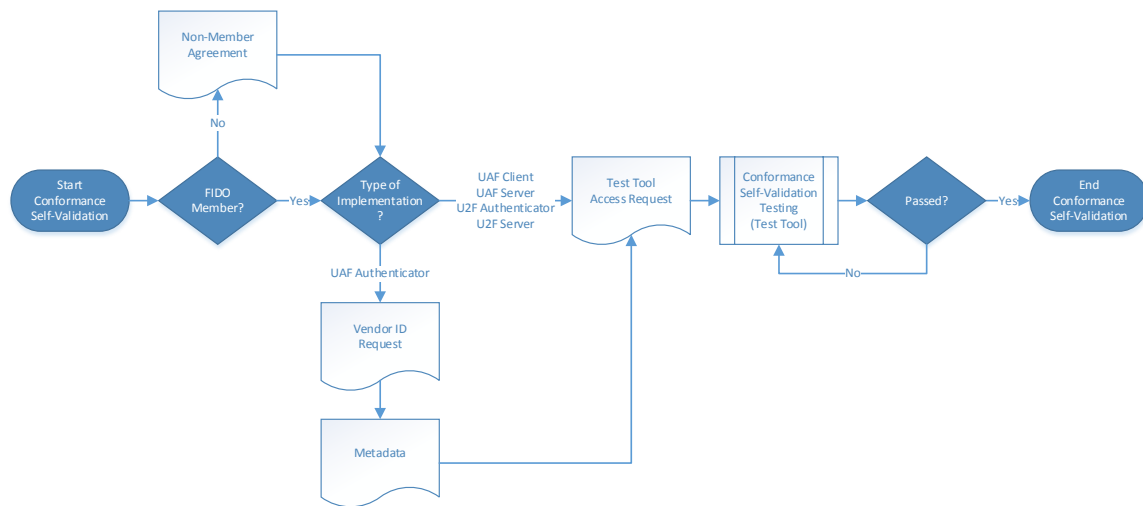 Non-Member
Agreement
No
Start
Conformance
Self-Validation
FIDO
Member?
Yes
Type of
Implementation
?
UAF Client
UAF Server
U2F Authenticator
U2F Server
Test Tool
Access Request
Conformance
Self-Validation
Testing
(Test Tool)
Passed?
Yes
End
Conformance
Self-Validation
No
UAF Authenticator
Vendor ID
Request
Metadata